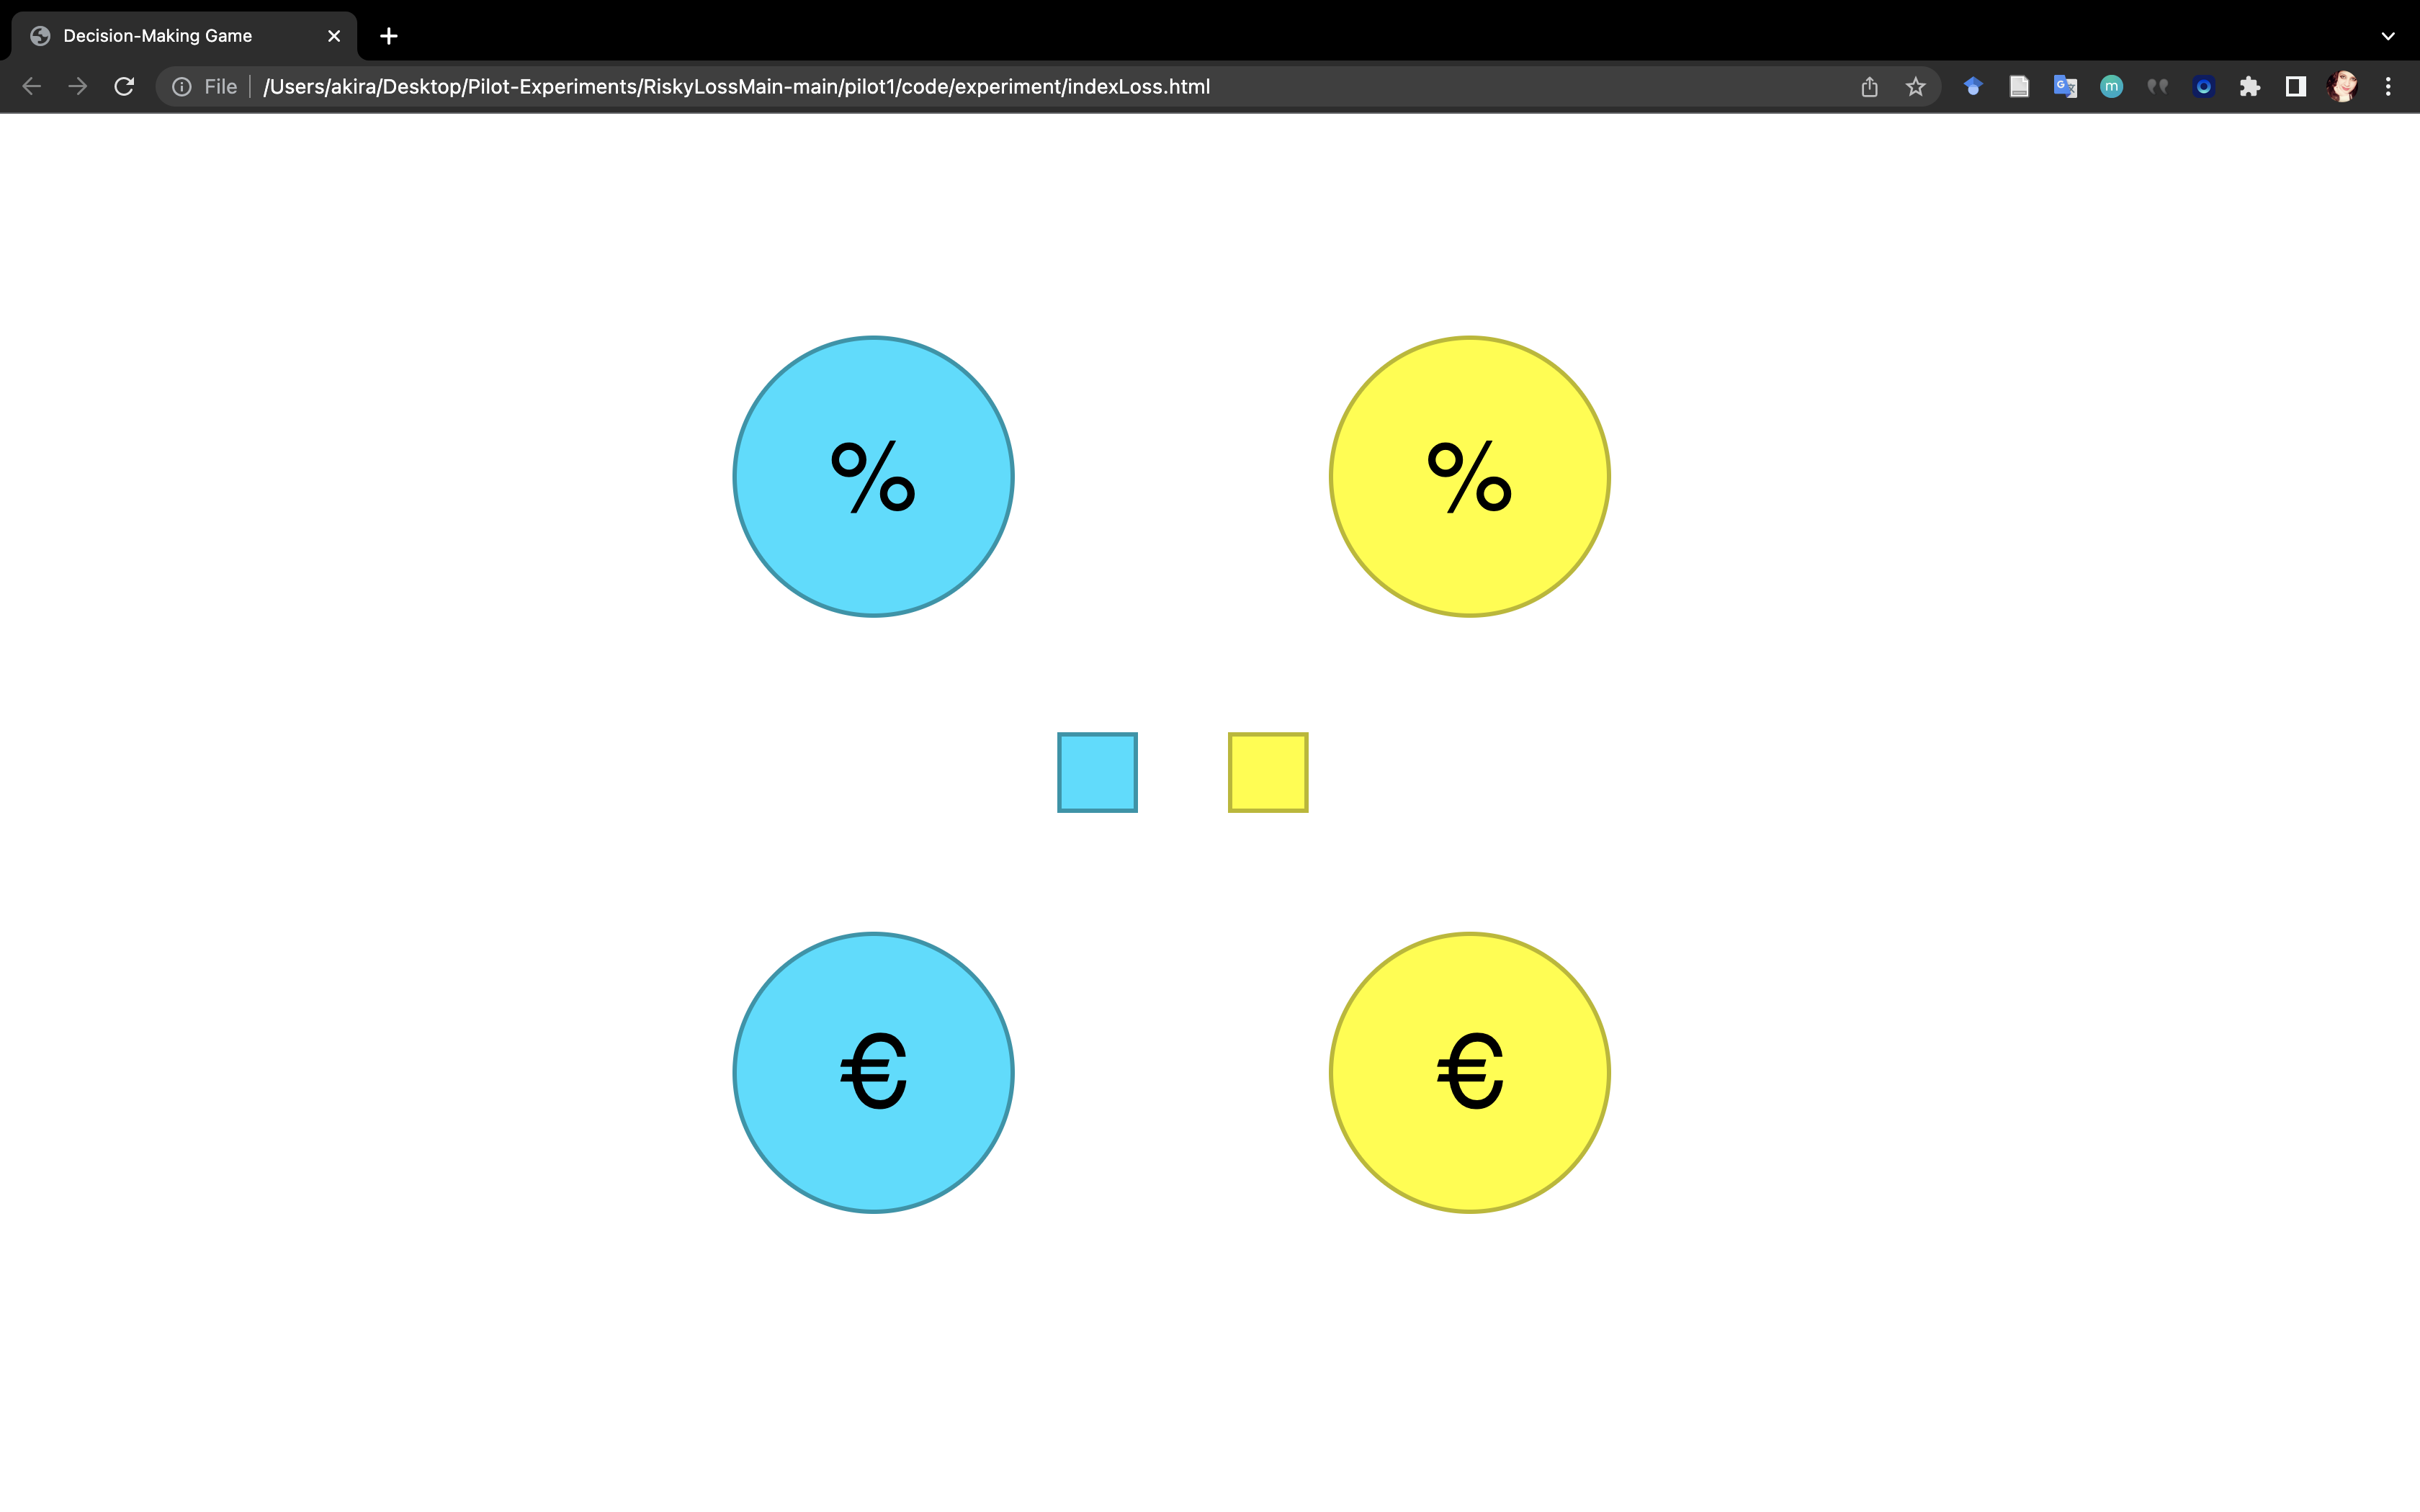 Decision-Making Game
File /Users/akira/Desktop/Pilot-Experiments/RiskyLossMain-main/pilot1/code/experiment/indexLoss.html
m
% %
€ €